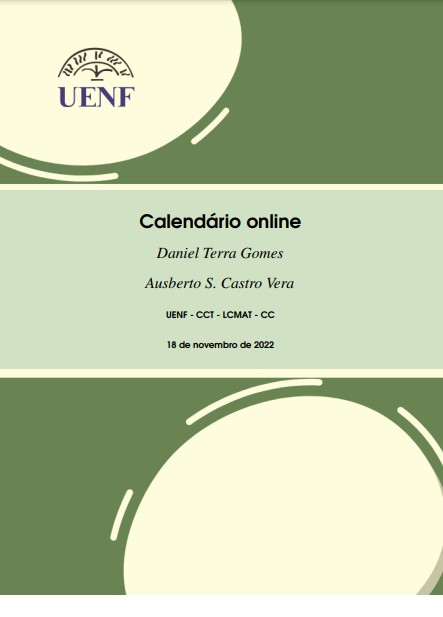 UENF
Calendário online
Daniel Terra Gomes
Ausberto S. Castro Vera
UENF - CCT - LCMAT - CC
18 de novembro de 2022